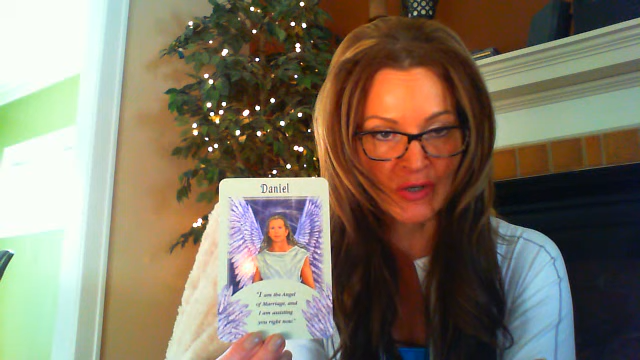 Daniel
"I am the Angel
of Marriage, and
I am assisting
you right now."